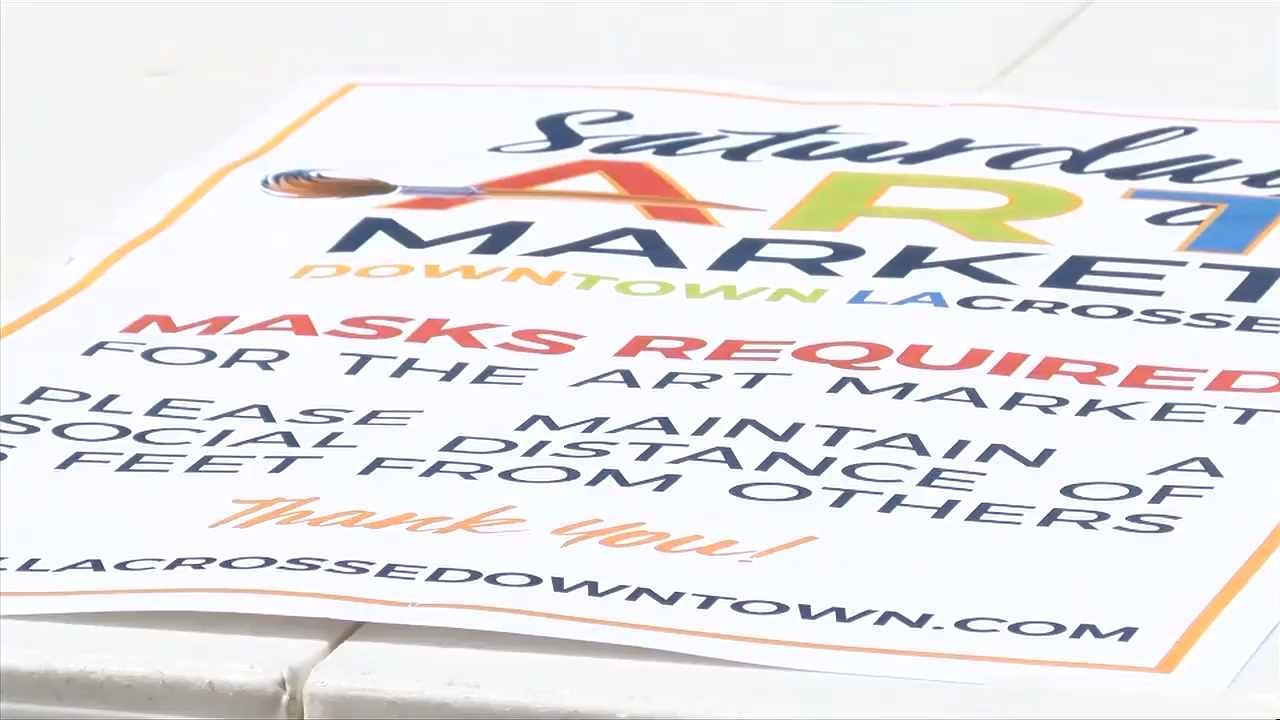 Saturday
ART
MARKET
DOWNTOWN LACROSSE
MASKS REQUIRED
FOR THE ART MARKET
PLEASE MAINTAIN A
SOCIAL DISTANCE OF
FEET FROM OTHERS
Thank You!
LLACROSSEDOWNTOWN.COM